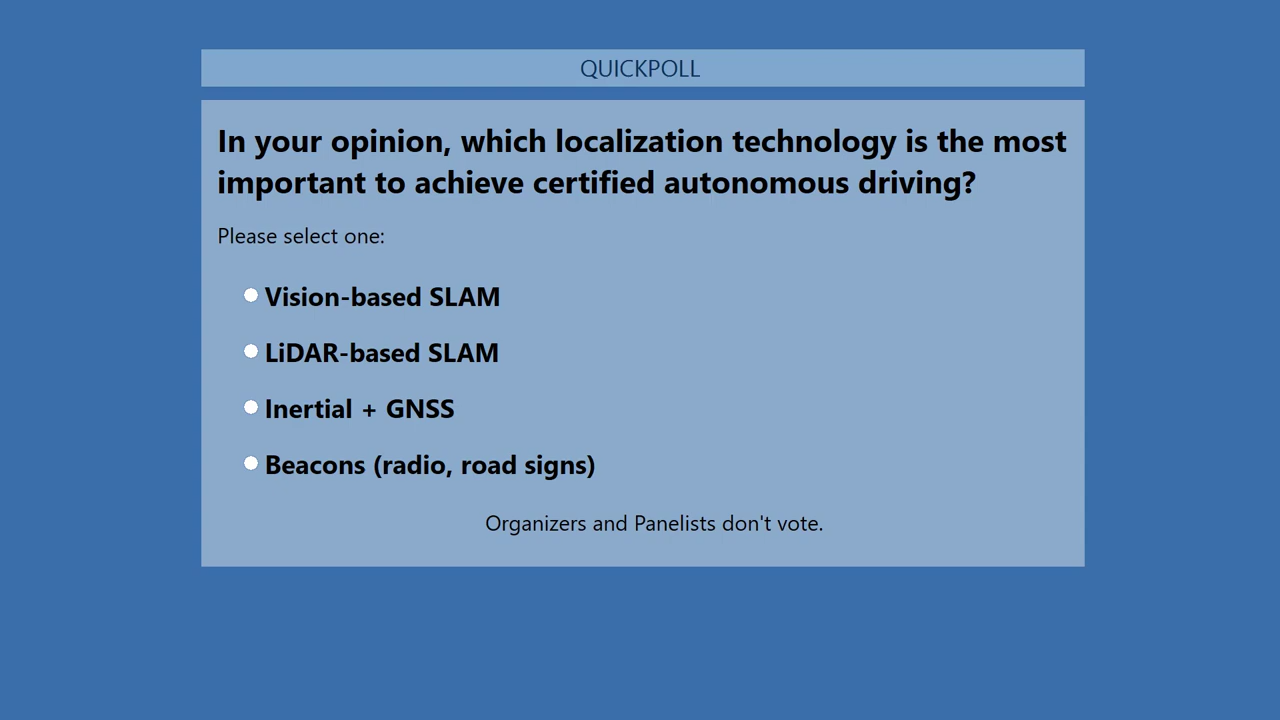 QUICKPOLL
In your opinion, which localization technology is the most
important to achieve certified autonomous driving?
Please select one:
Vision-based SLAM
LiDAR-based SLAM
Inertial + GNSS
Beacons (radio, road signs)
Organizers and Panelists don't vote.